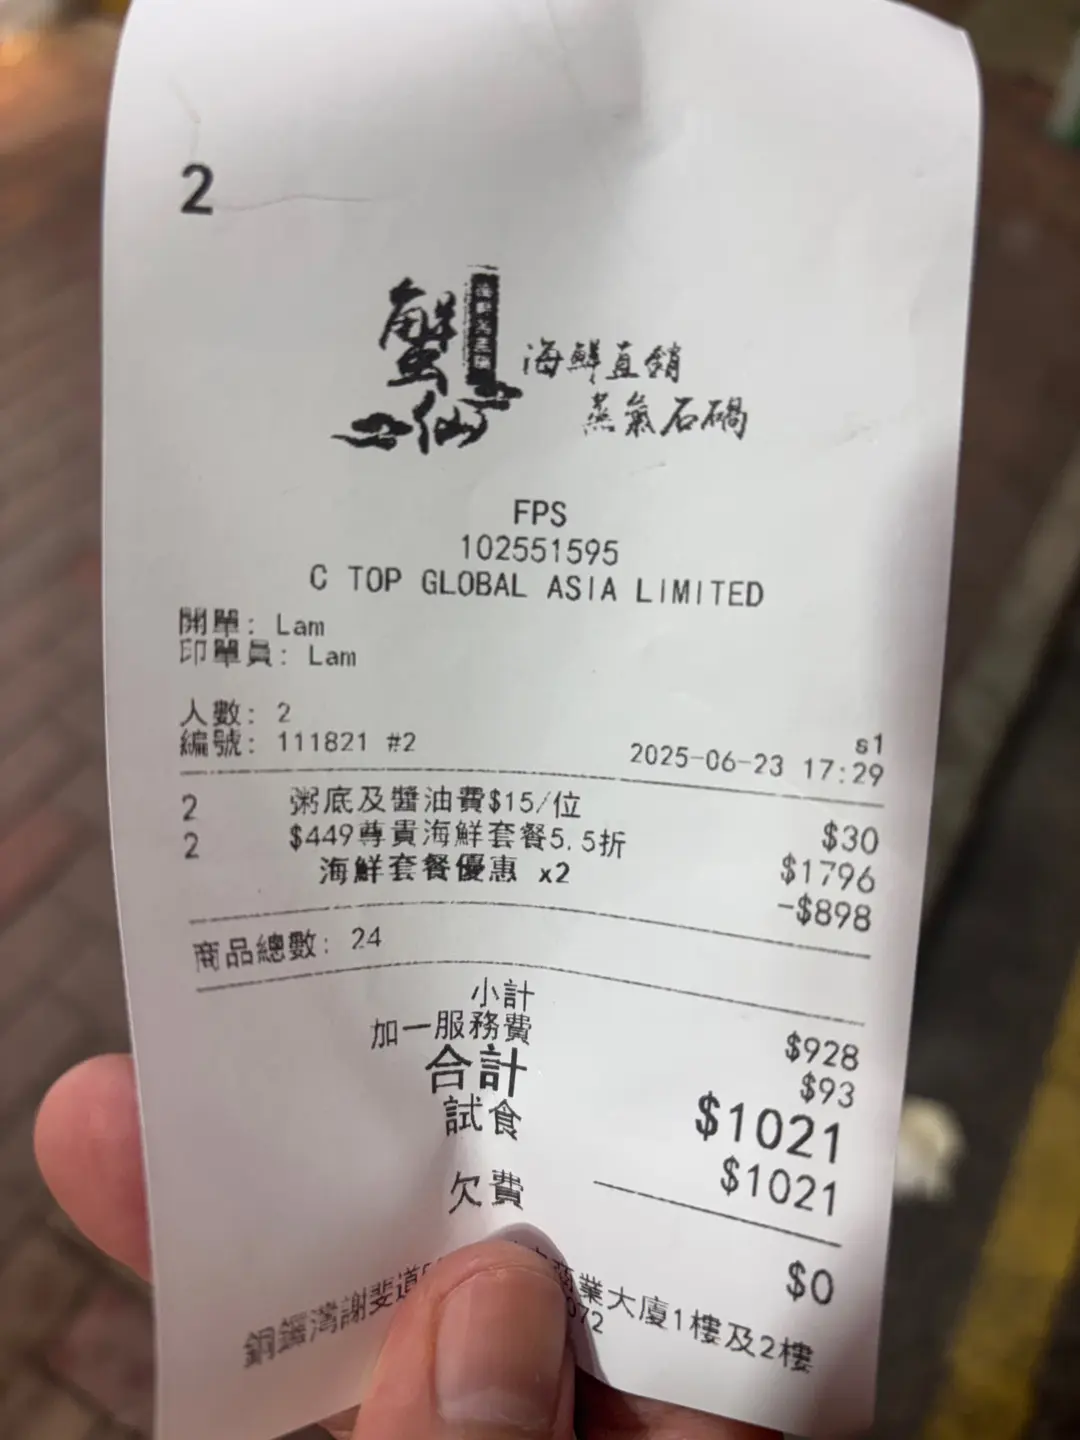 2
蟹仙
海鮮直銷
蒸氣石鍋
FPS
102551595
C TOP GLOBAL ASIA LIMITED
開單: Lam
印單員: Lam
人數: 2
s1
編號: 111821 #2 2025-06-23 17:29
2 粥底及醬油費$15/位 $30
2 $449尊貴海鮮套餐5.5折 $1796
海鮮套餐優惠 x2 -$898
商品總數: 24
小計 $928
加一服務費 $93
合計 $1021
試食 $1021
欠費 $0
銅鑼灣謝斐道 商業大廈1樓及2樓
072